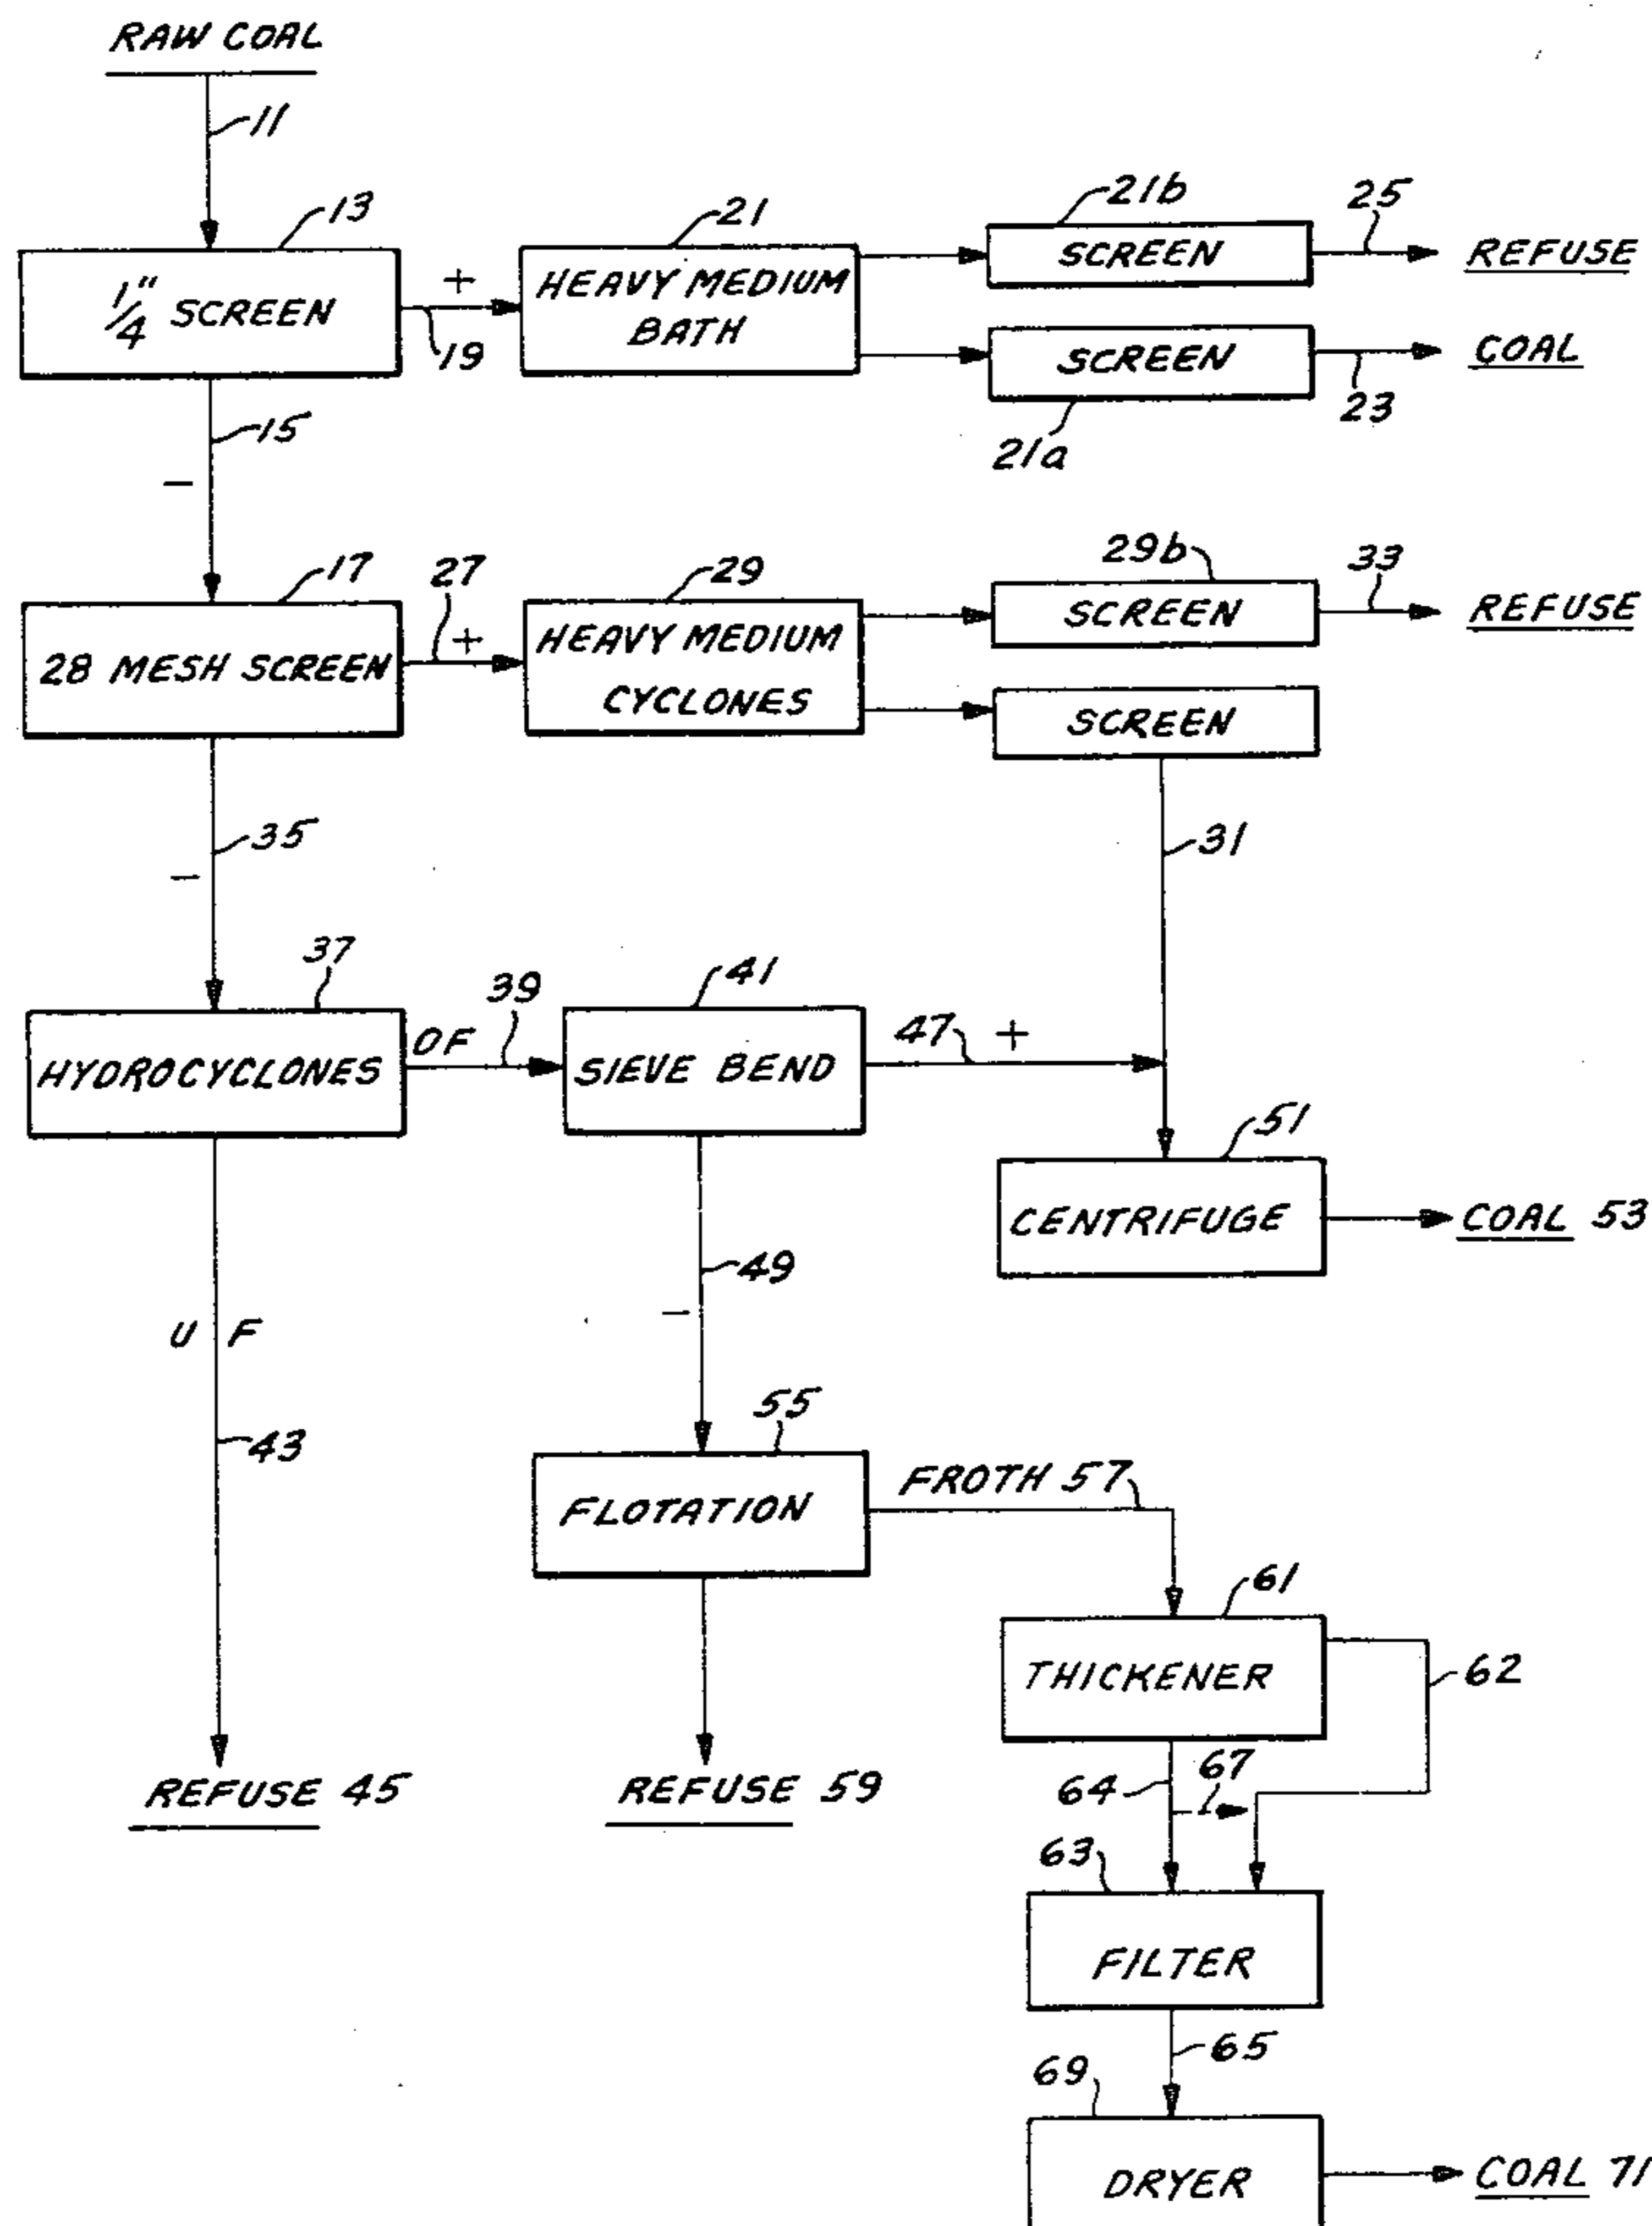 RAW COAL
11
13
1/4" SCREEN
+
19
21
HEAVY MEDIUM
BATH
21b
SCREEN
25
REFUSE
SCREEN
21a
23
COAL
15
-
17
28 MESH SCREEN
27
+
29
HEAVY MEDIUM
CYCLONES
29b
SCREEN
33
REFUSE
SCREEN
31
35
-
37
HYDROCYCLONES
OF
39
41
SIEVE BEND
47
+
51
CENTRIFUGE
COAL 53
49
-
U F
43
REFUSE 45
55
FLOTATION
FROTH 57
REFUSE 59
61
THICKENER
62
64
67
63
FILTER
65
69
DRYER
COAL 71